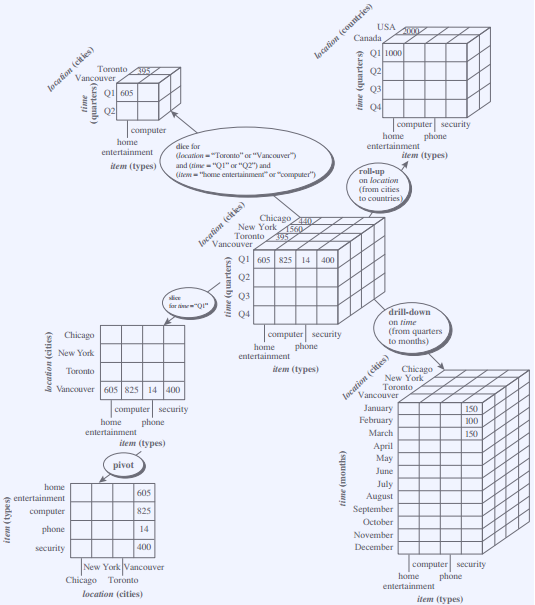 location (cities)
Toronto 395
Vancouver
time (quarters)
Q1 605
Q2
computer
home
entertainment
item (types)
location (countries)
USA 2000
Canada
time (quarters)
Q1 1000
Q2
Q3
Q4
computer security
home phone
entertainment
item (types)
dice for
(location = "Toronto" or "Vancouver")
and (time = "Q1" or "Q2") and
(item = "home entertainment" or "computer")
roll-up
on location
(from cities
to countries)
location (cities)
Chicago 440
New York 1560
Toronto 395
Vancouver
time (quarters)
Q1 605 825 14 400
Q2
Q3
Q4
computer security
home phone
entertainment
item (types)
slice
for time = "Q1"
drill-down
on time
(from quarters
to months)
location (cities)
Chicago
New York
Toronto
Vancouver 605 825 14 400
computer security
home phone
entertainment
item (types)
pivot
item (types)
home
entertainment 605
computer 825
phone 14
security 400
New York Vancouver
Chicago Toronto
location (cities)
location (cities)
Chicago
New York
Toronto
Vancouver
time (months)
January 150
February 100
March 150
April
May
June
July
August
September
October
November
December
computer security
home phone
entertainment
item (types)